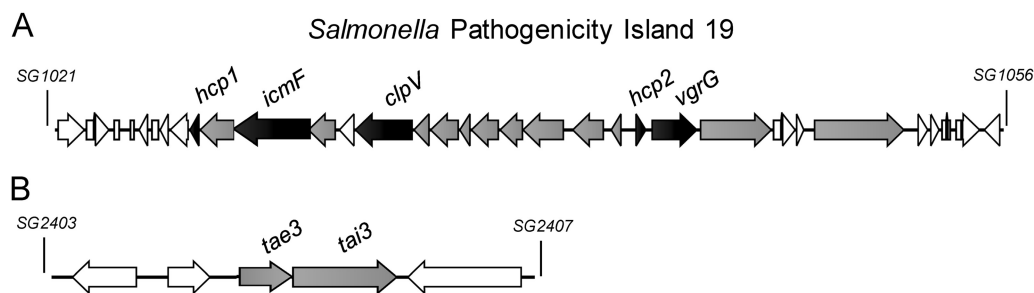 A
Salmonella Pathogenicity Island 19
SG1021
hcp1
icmF
clpV
hcp2
vgrG
SG1056
B
SG2403
tae3
tai3
SG2407